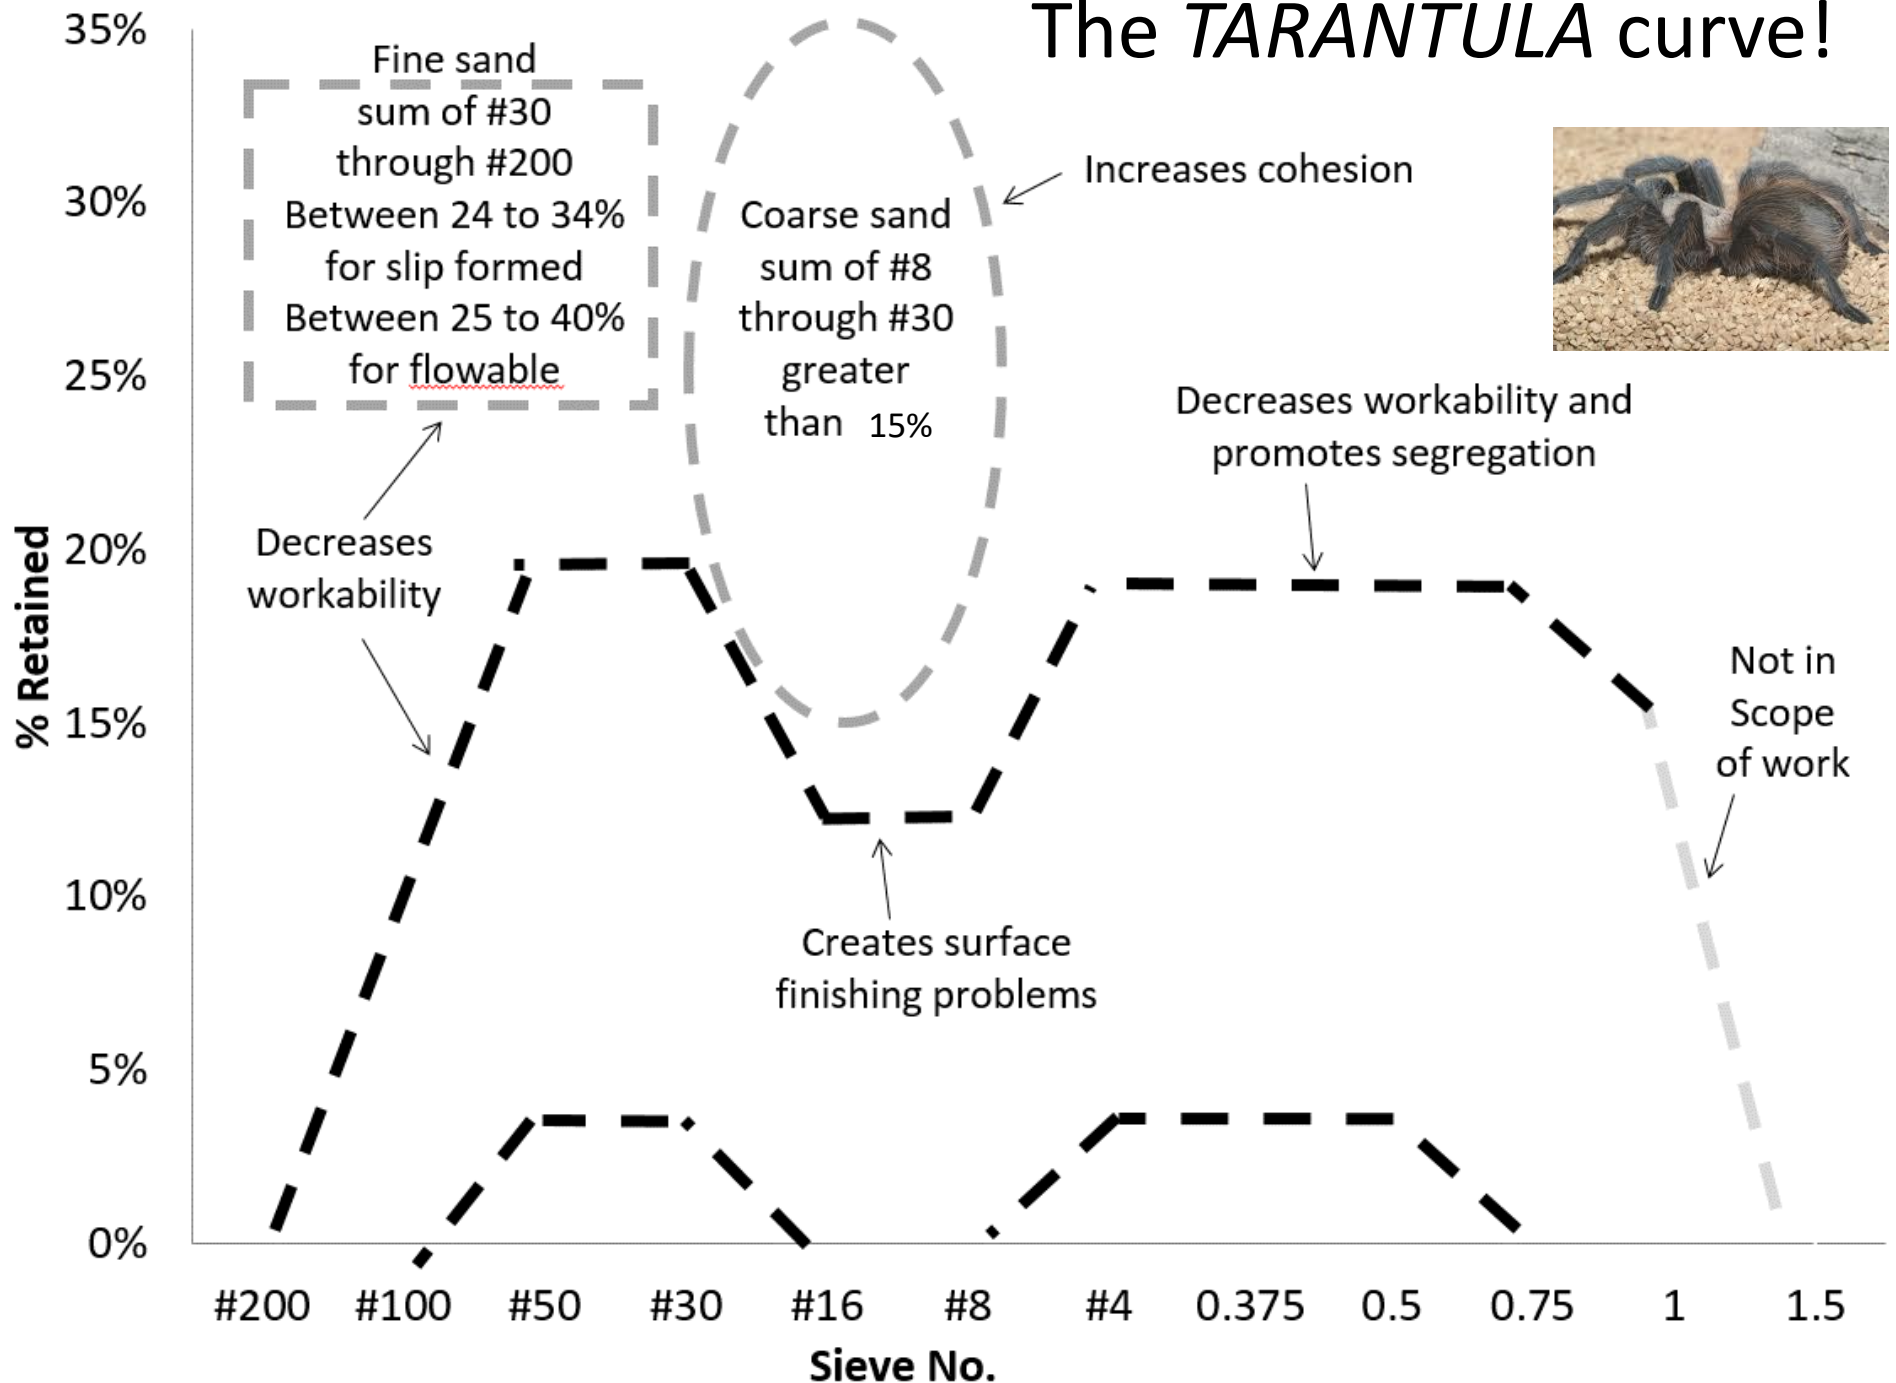 The TARANTULA curve!
35%
30%
25%
20%
15%
10%
5%
0%
% Retained
Fine sand
sum of #30
through #200
Between 24 to 34%
for slip formed
Between 25 to 40%
for flowable
Coarse sand
sum of #8
through #30
greater
than 15%
Increases cohesion
Decreases workability and
promotes segregation
Decreases
workability
Not in
Scope
of work
Creates surface
finishing problems
#200 #100 #50 #30 #16 #8 #4 0.375 0.5 0.75 1 1.5
Sieve No.